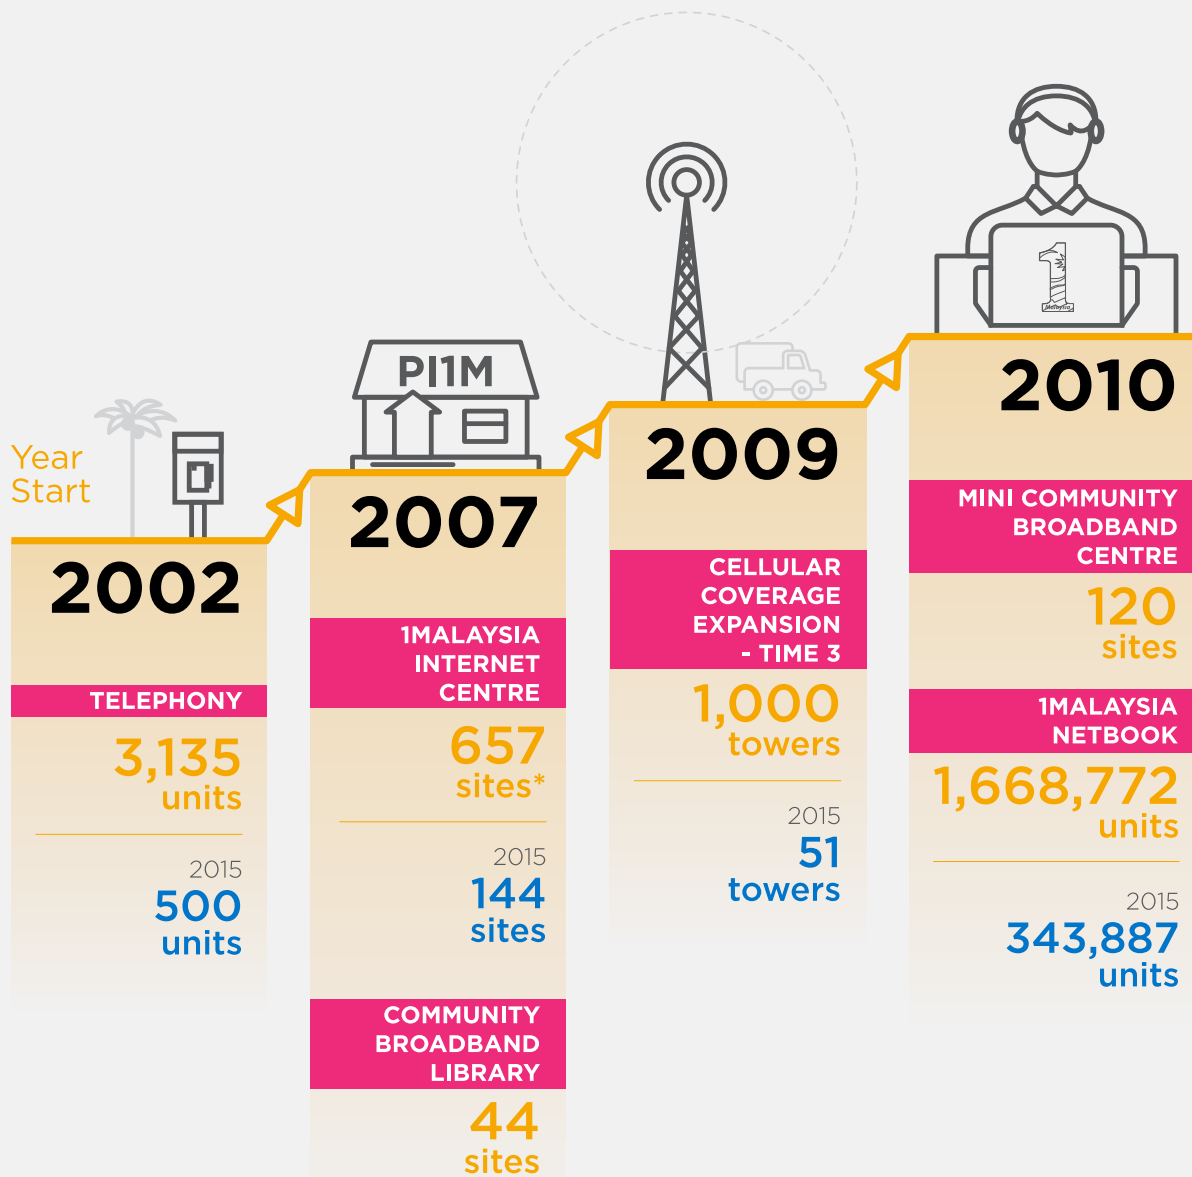 Year
Start
2002
TELEPHONY
3,135
units
2015
500
units
PI1M
2007
1MALAYSIA
INTERNET
CENTRE
657
sites*
2015
144
sites
COMMUNITY
BROADBAND
LIBRARY
44
sites
2009
CELLULAR
COVERAGE
EXPANSION
- TIME 3
1,000
towers
2015
51
towers
1
Malaysia
2010
MINI COMMUNITY
BROADBAND
CENTRE
120
sites
1MALAYSIA
NETBOOK
1,668,772
units
2015
343,887
units